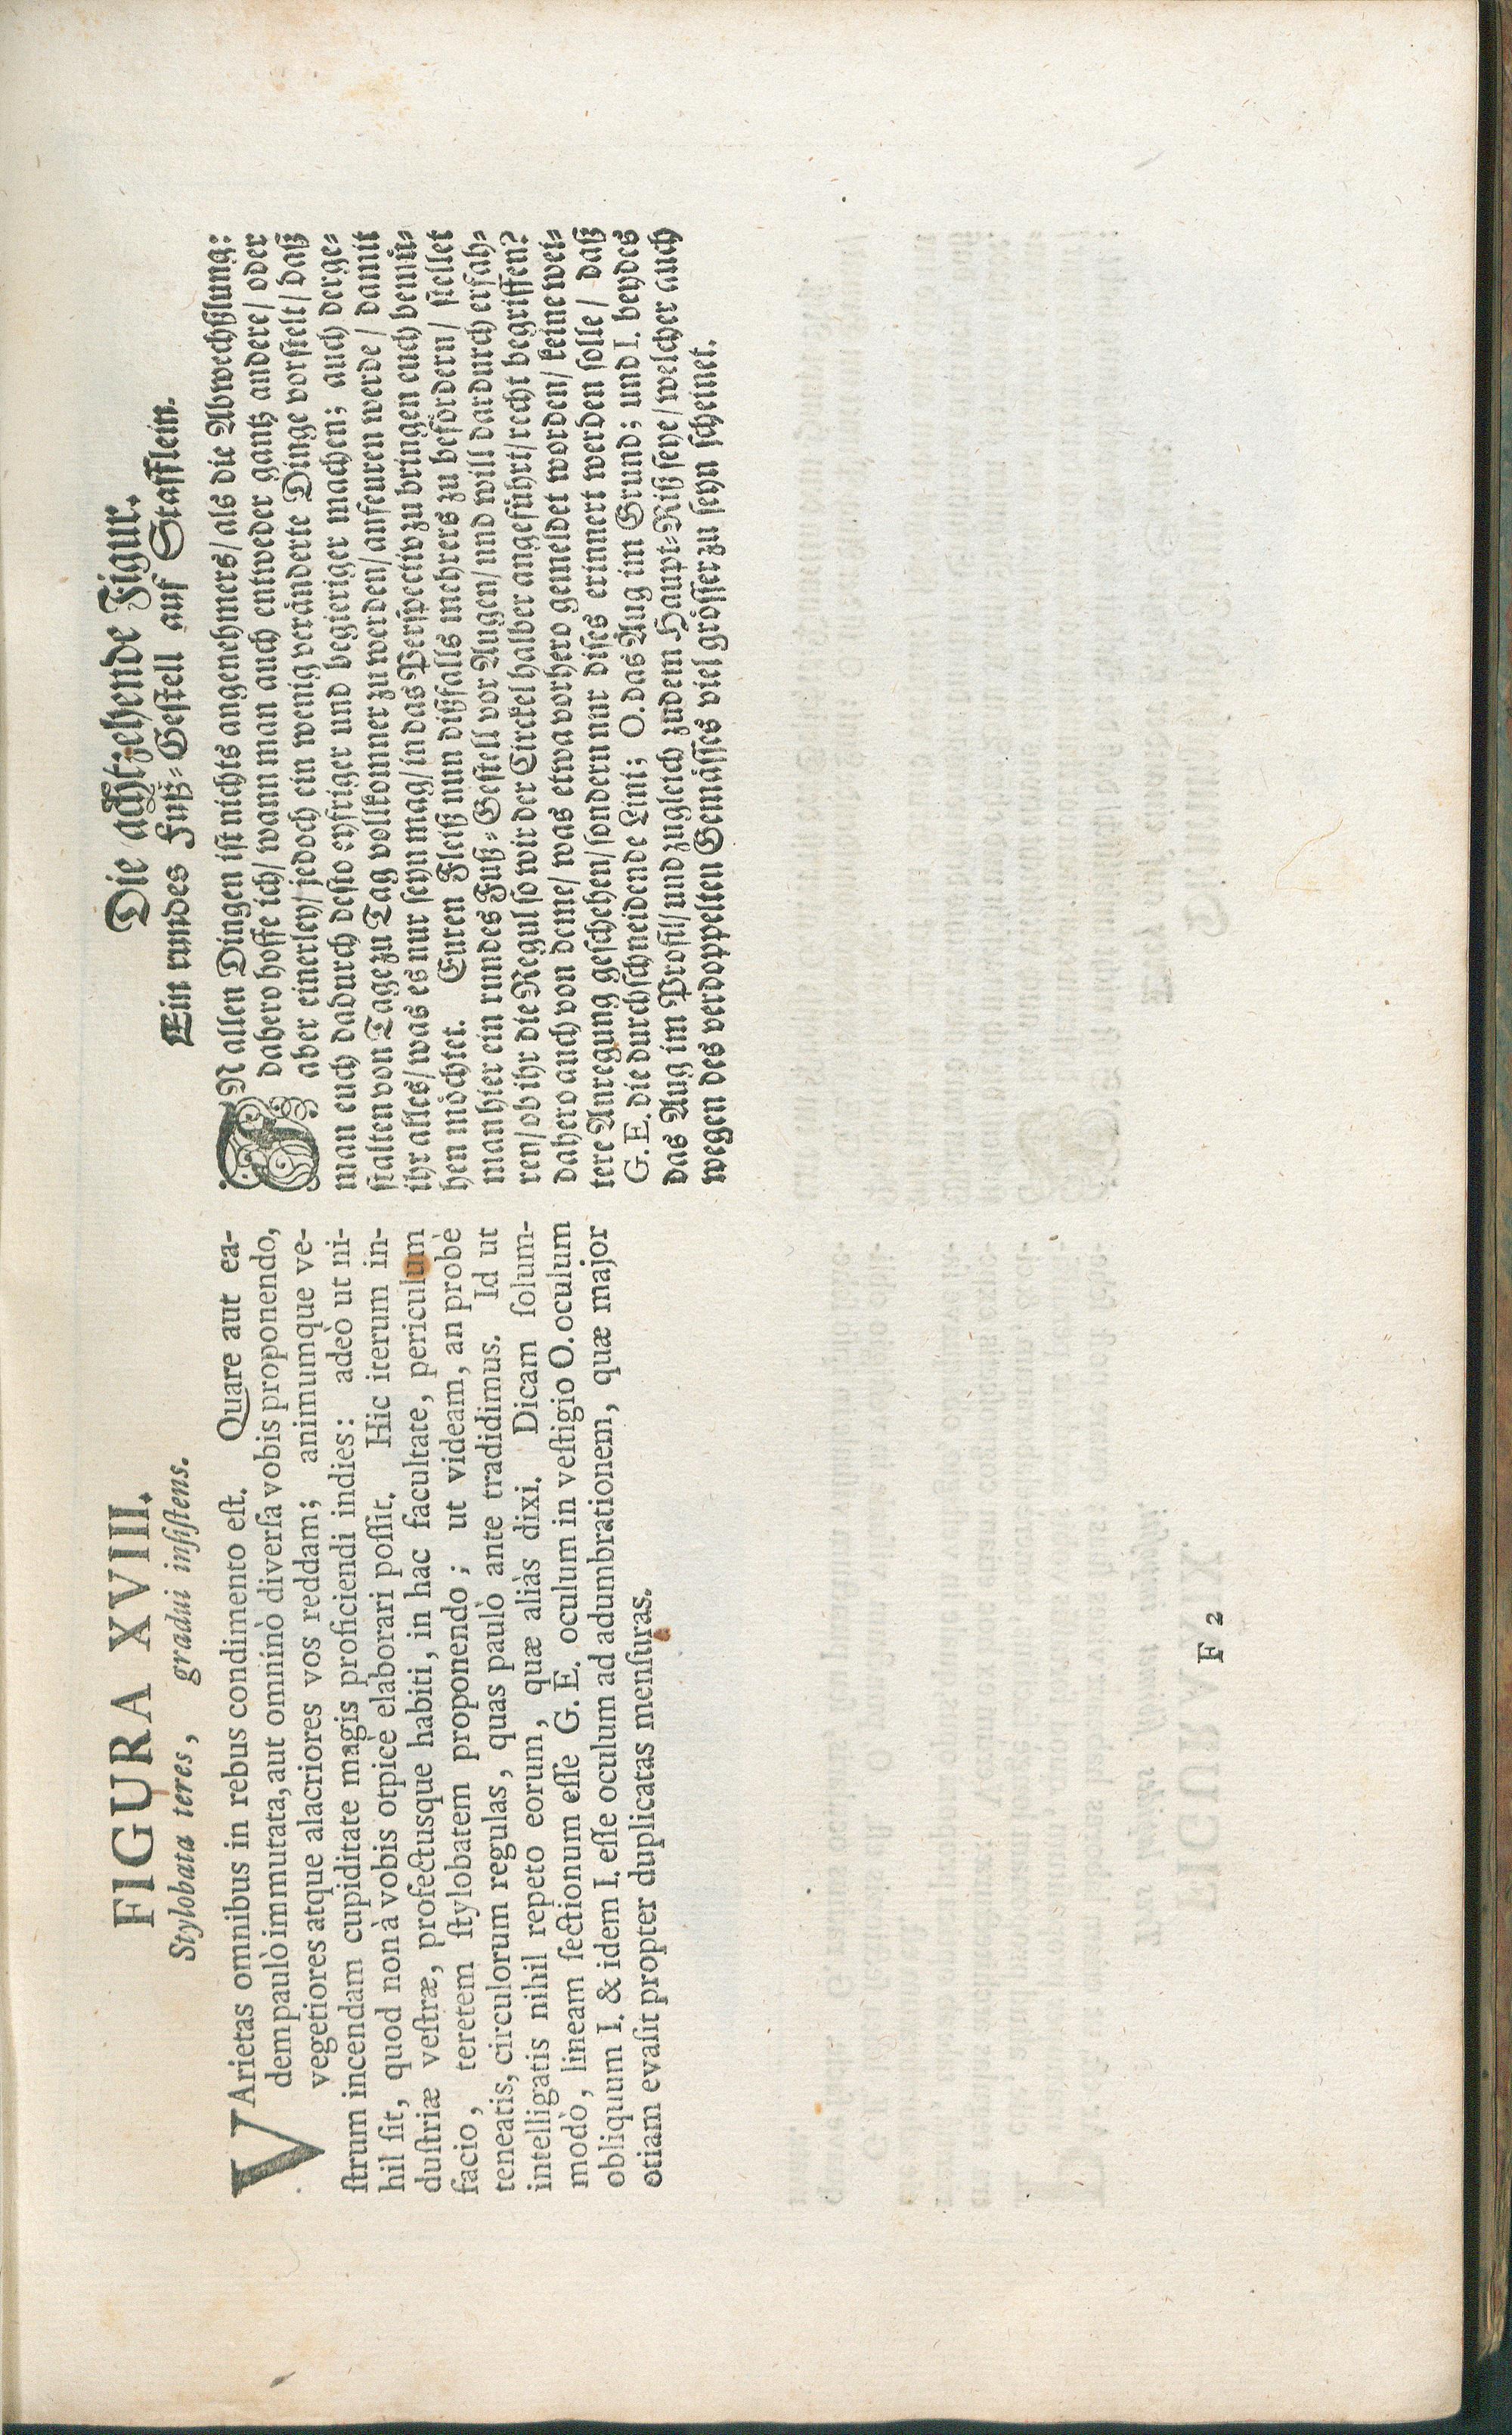 FIGURA XVIII.
Stylobata teres, gradui inſiſtens.
VArietas omnibus in rebus condimento eſt. Quare aut ea-
dem paulò immutata, aut omninò diverſa vobis proponendo,
vegetiores atque alacriores vos reddam; animumque ve-
ſtrum incendam cupiditate magis proficiendi indies: adeò ut ni-
hil ſit, quod non à vobis otpicè elaborari poſſit. Hic iterum in-
duſtriæ veſtræ, profectusque habiti, in hac facultate, periculum
facio, teretem ſtylobatem proponendo; ut videam, an probè
teneatis, circulorum regulas, quas paulò ante tradidimus. Id ut
intelligatis nihil repeto eorum, quæ aliàs dixi. Dicam ſolum-
modò, lineam ſectionum eſſe G. E. oculum in veſtigio O. oculum
obliquum I. & idem I. eſſe oculum ad adumbrationem, quæ major
otiam evaſit propter duplicatas menſuras.
Die achtzehende Figur.
Ein rundes Fuß-Geſtell auf Stafflein.
IN allen Dingen iſt nichts angenehmers/ als die Abwechßlung:
dahero hoffe ich/ wann man auch entweder gantz andere/ oder
aber einerley/ jedoch ein wenig veränderte Dinge vorſtelt/ daß
man euch dadurch deſto eyfriger und begieriger machen; auch derge-
ſtalten von Tage zu Tag vollkomner zu werden/ anfeuren werde/ damit
ihr alles/ was es nur ſeyn mag/ in das Perſpectiv zu bringen euch bemü-
hen möchtet. Euren Fleiß nun dißfalls mehrers zu befördern/ ſtellet
man hier ein rundes Fuß-Geſtell vor Augen/ und will dardurch erfah-
ren/ ob ihr die Regul ſo wir der Circkel halber angeführt/ recht begriffen?
dahero auch von deme/ was etwa vorhero gemeldet worden/ keine wei-
tere Anregung geſchehen/ ſondern nur diſes erinnert werden ſolle/ daß
G. E. die durchſchneidende Lini; O. das Aug im Grund; und I. beydes
das Aug im Profil/ und zugleich zu dem Haupt-Riß ſeye/ welcher auch
wegen des verdoppelten Gemäſſes viel gröſſer zu ſeyn ſcheinet.
F 2